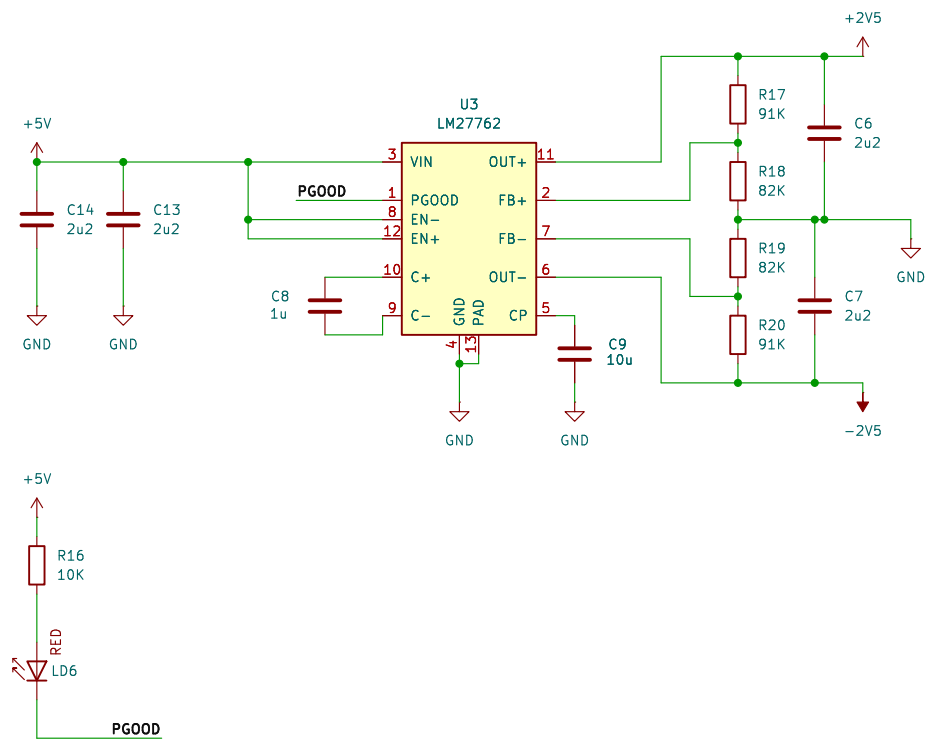 +2V5
U3
LM27762
+5V
R17
91K
C6
2u2
3 VIN
OUT+ 11
PGOOD
1 PGOOD
FB+ 2
R18
82K
C14
2u2
C13
2u2
8 EN-
12 EN+
FB- 7
R19
82K
GND
10 C+
OUT- 6
C8
1u
9 C-
GND
PAD
CP 5
C7
2u2
R20
91K
GND
GND
4
13
C9
10u
GND
GND
-2V5
+5V
R16
10K
RED
LD6
PGOOD